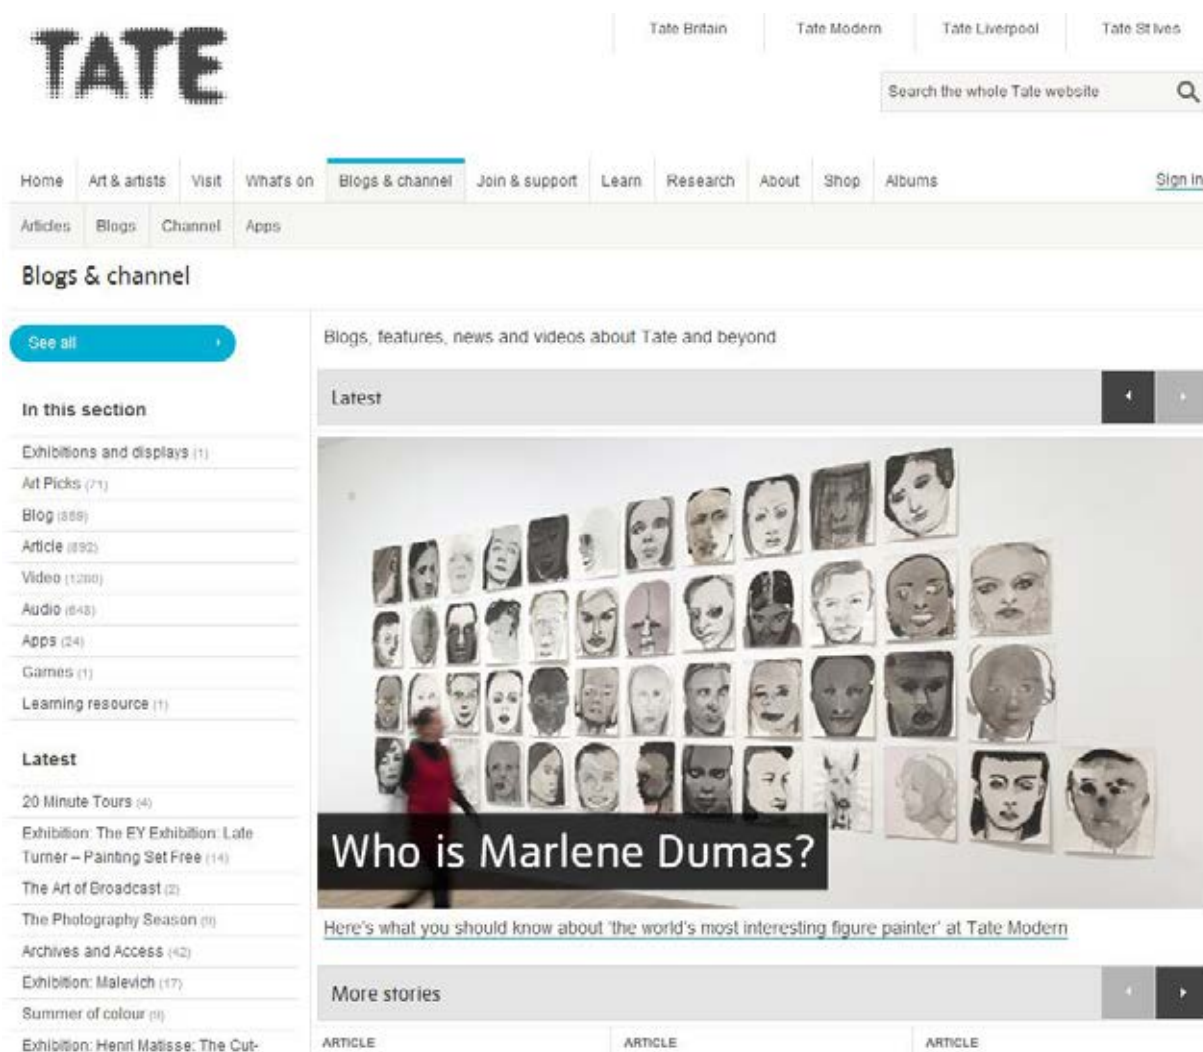 TATE
Tate Britain
Tate Modern
Tate Liverpool
Tate St Ives
Search the whole Tate website
Home
Art & artists
Visit
What's on
Blogs & channel
Join & support
Learn
Research
About
Shop
Albums
Sign in
Articles
Blogs
Channel
Apps
Blogs & channel
See all
Blogs, features, news and videos about Tate and beyond
Latest
In this section
Exhibitions and displays (1)
Art Picks (71)
Blog
Article (892)
Video (1280)
Audio (648)
Apps (24)
Games (1)
Learning resource (1)
Latest
20 Minute Tours (4)
Exhibition: The EY Exhibition: Late
Turner – Painting Set Free (14)
The Art of Broadcast (2)
The Photography Season
Archives and Access (42)
Exhibition: Malevich (17)
Summer of colour
Exhibition: Henri Matisse: The Cut-
Who is Marlene Dumas?
Here's what you should know about 'the world's most interesting figure painter' at Tate Modern
More stories
ARTICLE
ARTICLE
ARTICLE